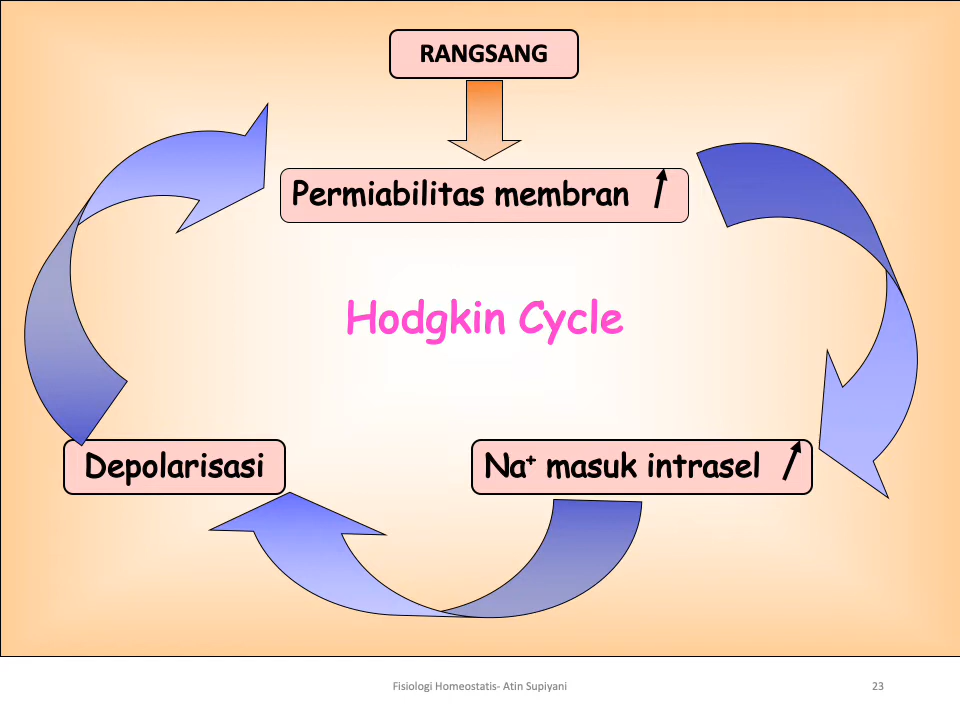 RANGSANG
Permiabilitas membran
Hodgkin Cycle
Depolarisasi
Na⁺ masuk intrasel
Fisiologi Homeostatis- Atin Supiyani
23